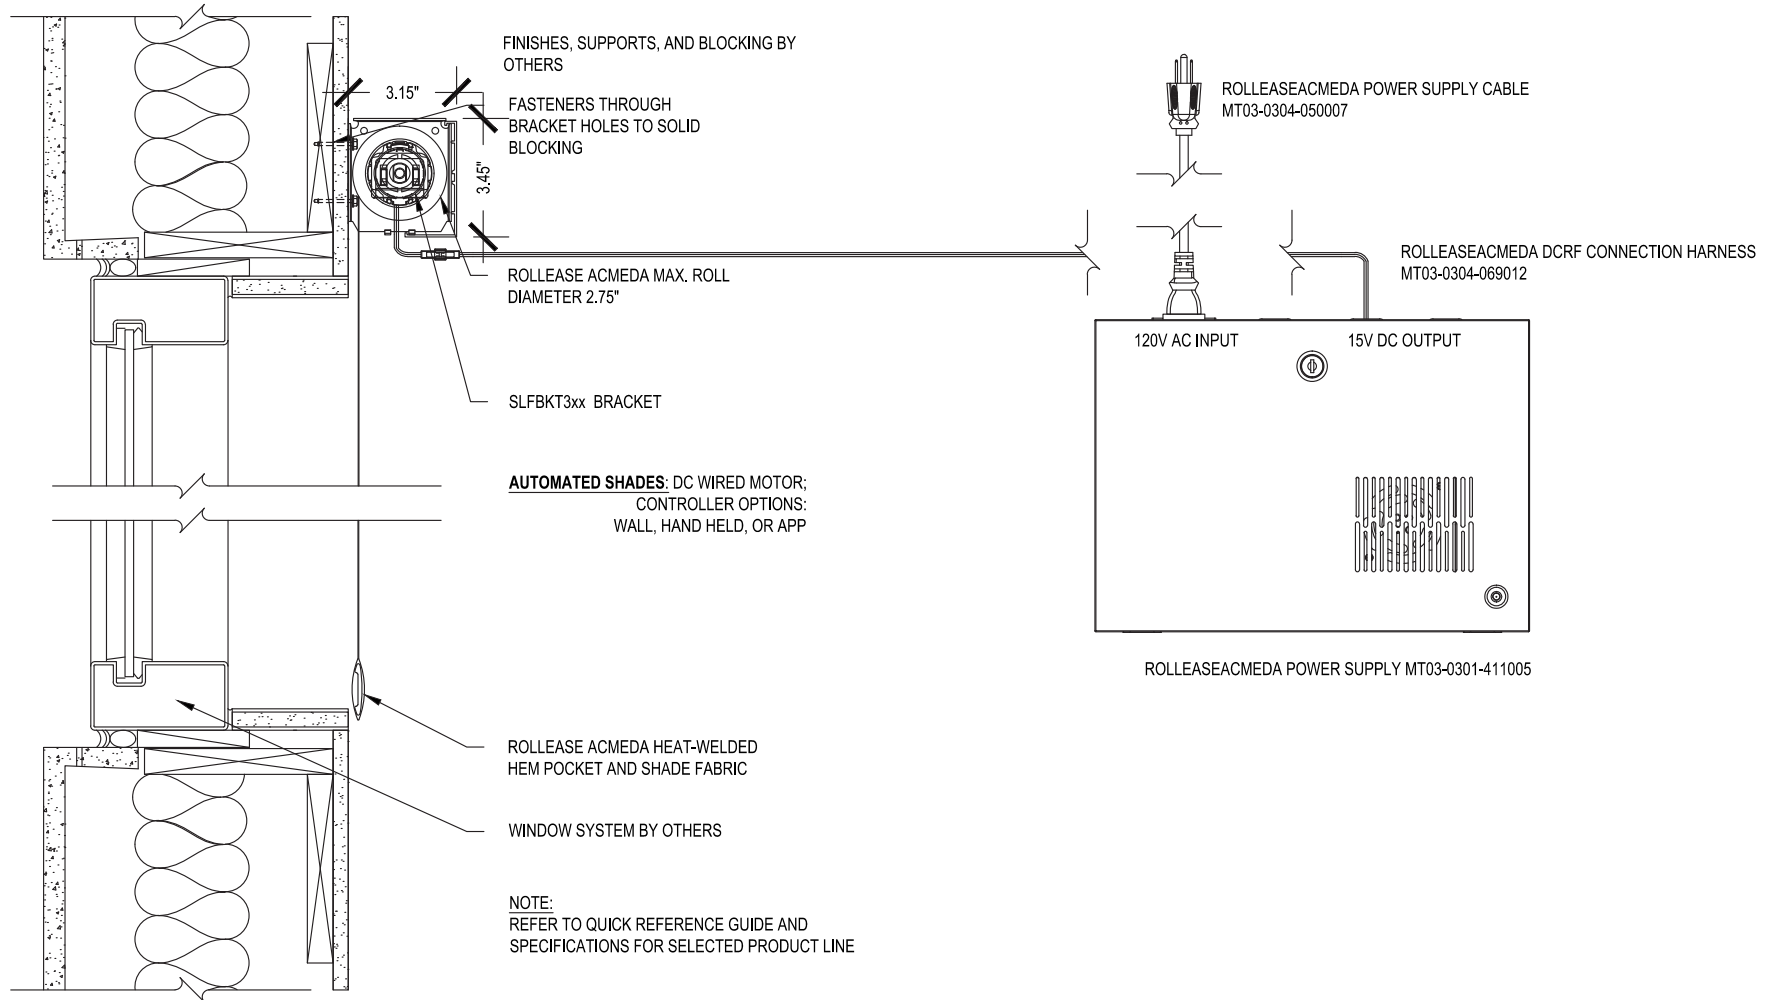 FINISHES, SUPPORTS, AND BLOCKING BY
OTHERS
3.15"
FASTENERS THROUGH
BRACKET HOLES TO SOLID
BLOCKING
3.45"
ROLLEASE ACMEDA MAX. ROLL
DIAMETER 2.75"
SLFBKT3xx BRACKET
AUTOMATED SHADES: DC WIRED MOTOR;
CONTROLLER OPTIONS:
WALL, HAND HELD, OR APP
ROLLEASE ACMEDA HEAT-WELDED
HEM POCKET AND SHADE FABRIC
WINDOW SYSTEM BY OTHERS
NOTE:
REFER TO QUICK REFERENCE GUIDE AND
SPECIFICATIONS FOR SELECTED PRODUCT LINE
ROLLEASEACMEDA POWER SUPPLY CABLE
MT03-0304-050007
ROLLEASEACMEDA DCRF CONNECTION HARNESS
MT03-0304-069012
120V AC INPUT
15V DC OUTPUT
ROLLEASEACMEDA POWER SUPPLY MT03-0301-411005